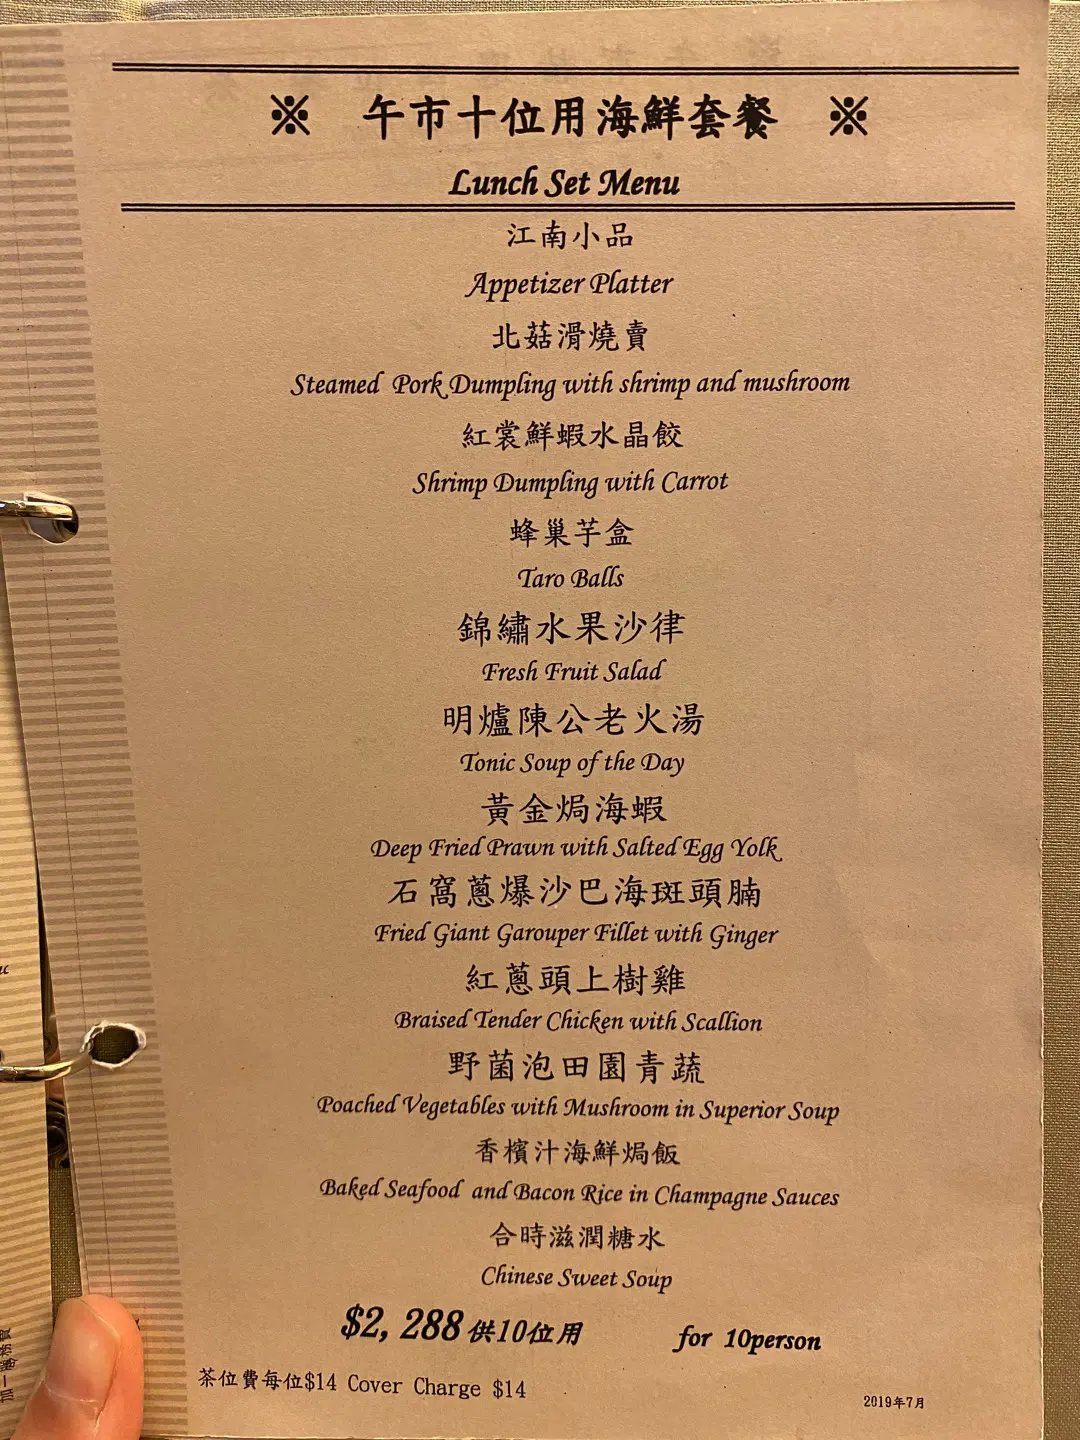 ※ 午市十位用海鮮套餐 ※
Lunch Set Menu
江南小品
Appetizer Platter
北菇滑燒賣
Steamed Pork Dumpling with shrimp and mushroom
紅裳鮮蝦水晶餃
Shrimp Dumpling with Carrot
蜂巢芋盒
Taro Balls
錦繡水果沙律
Fresh Fruit Salad
明爐陳公老火湯
Tonic Soup of the Day
黃金焗海蝦
Deep Fried Prawn with Salted Egg Yolk
石窩蔥爆沙巴海斑頭腩
Fried Giant Garouper Fillet with Ginger
紅蔥頭上樹雞
Braised Tender Chicken with Scallion
野菌泡田園青蔬
Poached Vegetables with Mushroom in Superior Soup
香檳汁海鮮焗飯
Baked Seafood and Bacon Rice in Champagne Sauces
合時滋潤糖水
Chinese Sweet Soup
$2, 288供10位用 for 10person
茶位費每位$14 Cover Charge $14
2019年7月